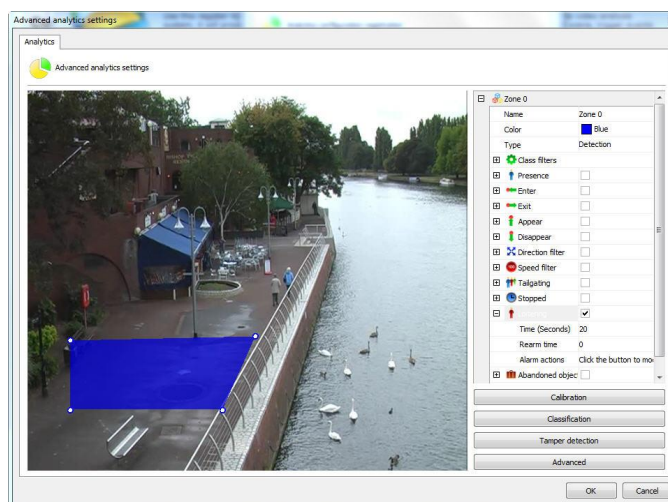 Advanced analytics settings
Analytics
Advanced analytics settings
Zone 0
Name Zone 0
Color Blue
Type Detection
Class filters
Presence
Enter
Exit
Appear
Disappear
Direction filter
Speed filter
Tailgating
Stopped
Time (Seconds) 20
Rearm time 0
Alarm actions Click the button to mo
Abandoned objec
Calibration
Classification
Tamper detection
Advanced
OK Cancel